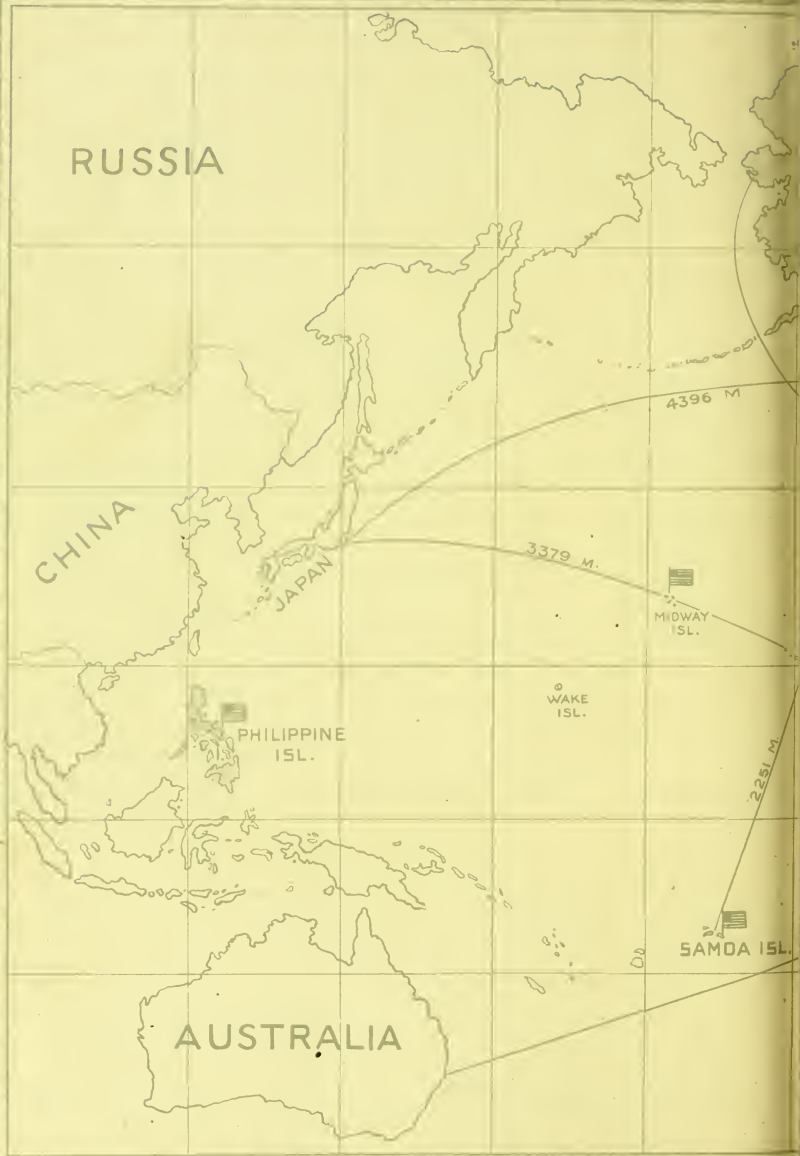 RUSSIA
4396 M
CHINA
3379 M.
JAPAN
MIDWAY
ISL.
WAKE
ISL.
PHILIPPINE
ISL.
2251 M.
SAMOA ISL.
AUSTRALIA